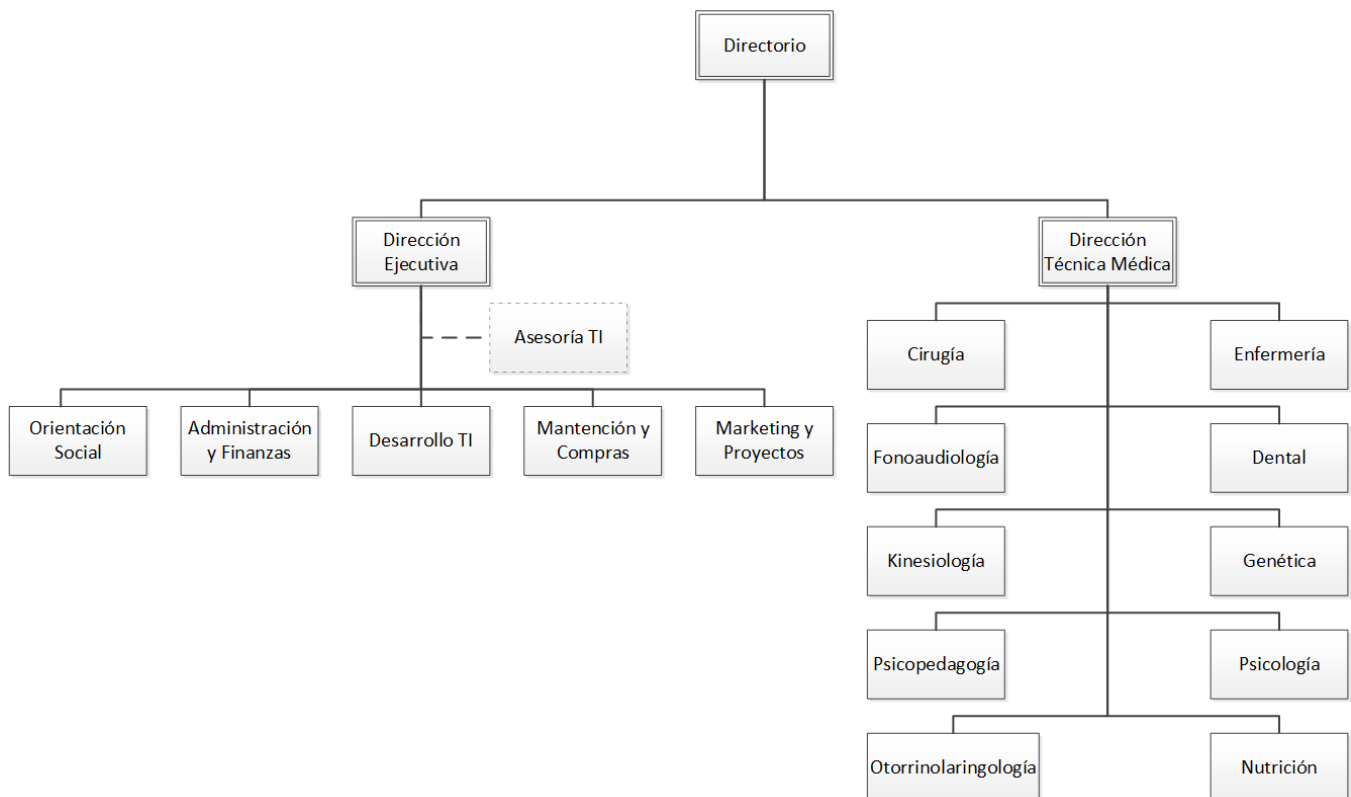 Directorio
Dirección
Ejecutiva
Dirección
Técnica Médica
Asesoría TI
Orientación
Social
Administración
y Finanzas
Desarrollo TI
Mantención y
Compras
Marketing y
Proyectos
Cirugía
Enfermería
Fonoaudiología
Dental
Kinesiología
Genética
Psicopedagogía
Psicología
Otorrinolaringología
Nutrición